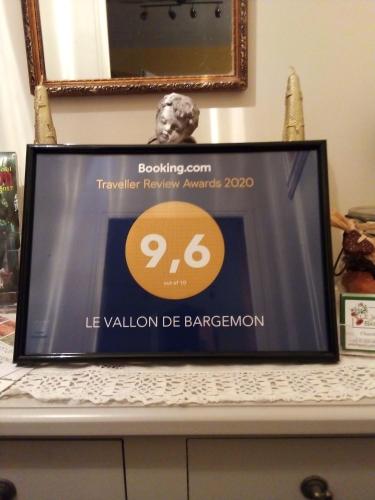 Booking.com
Traveller Review Awards 2020
9,6
out of 10
LE VALLON DE BARGEMON